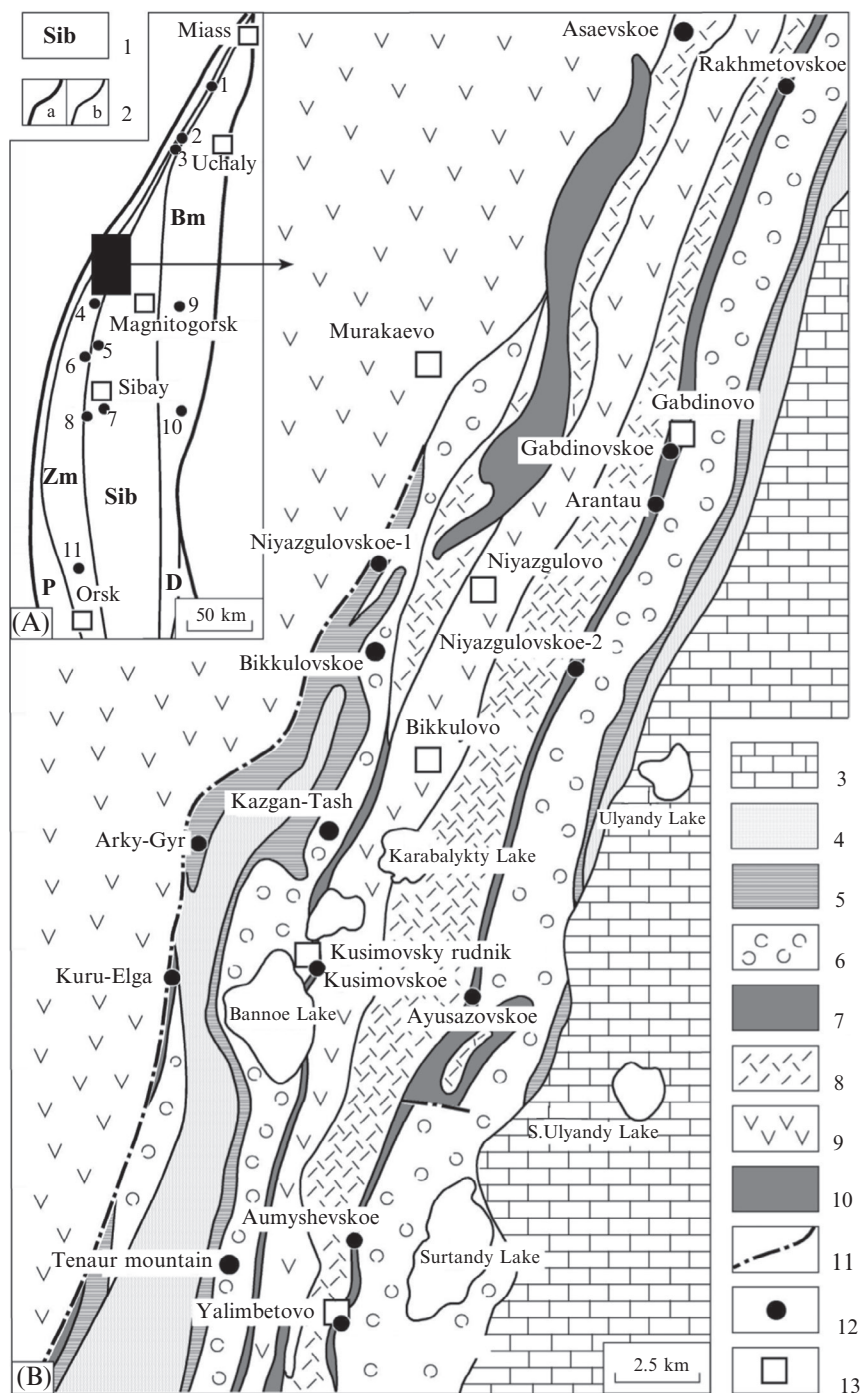 Sib 1
a b 2
Miass
1
2
3
Uchaly
Bm
4
Magnitogorsk
9
5
6
Sibay
8 7
10
Zm
Sib
11
P
Orsk
D
(A)
50 km
Asaevskoe
Rakhmetovskoe
Murakaevo
Gabdinovo
Gabdinovskoe
Arantau
Niyazgulovskoe-1
Niyazgulovo
Bikkulovskoe
Niyazgulovskoe-2
Bikkulovo
Kazgan-Tash
Ulyandy Lake
Arky-Gyr
Karabalykty Lake
Kusimovsky rudnik
Kuru-Elga
Kusimovskoe
Bannoe Lake
Ayusazovskoe
S.Ulyandy Lake
Aumyshevskoe
Tenaur mountain
Surtandy Lake
Yalimbetovo
(B)
2.5 km
3
4
5
6
7
8
9
10
11
12
13